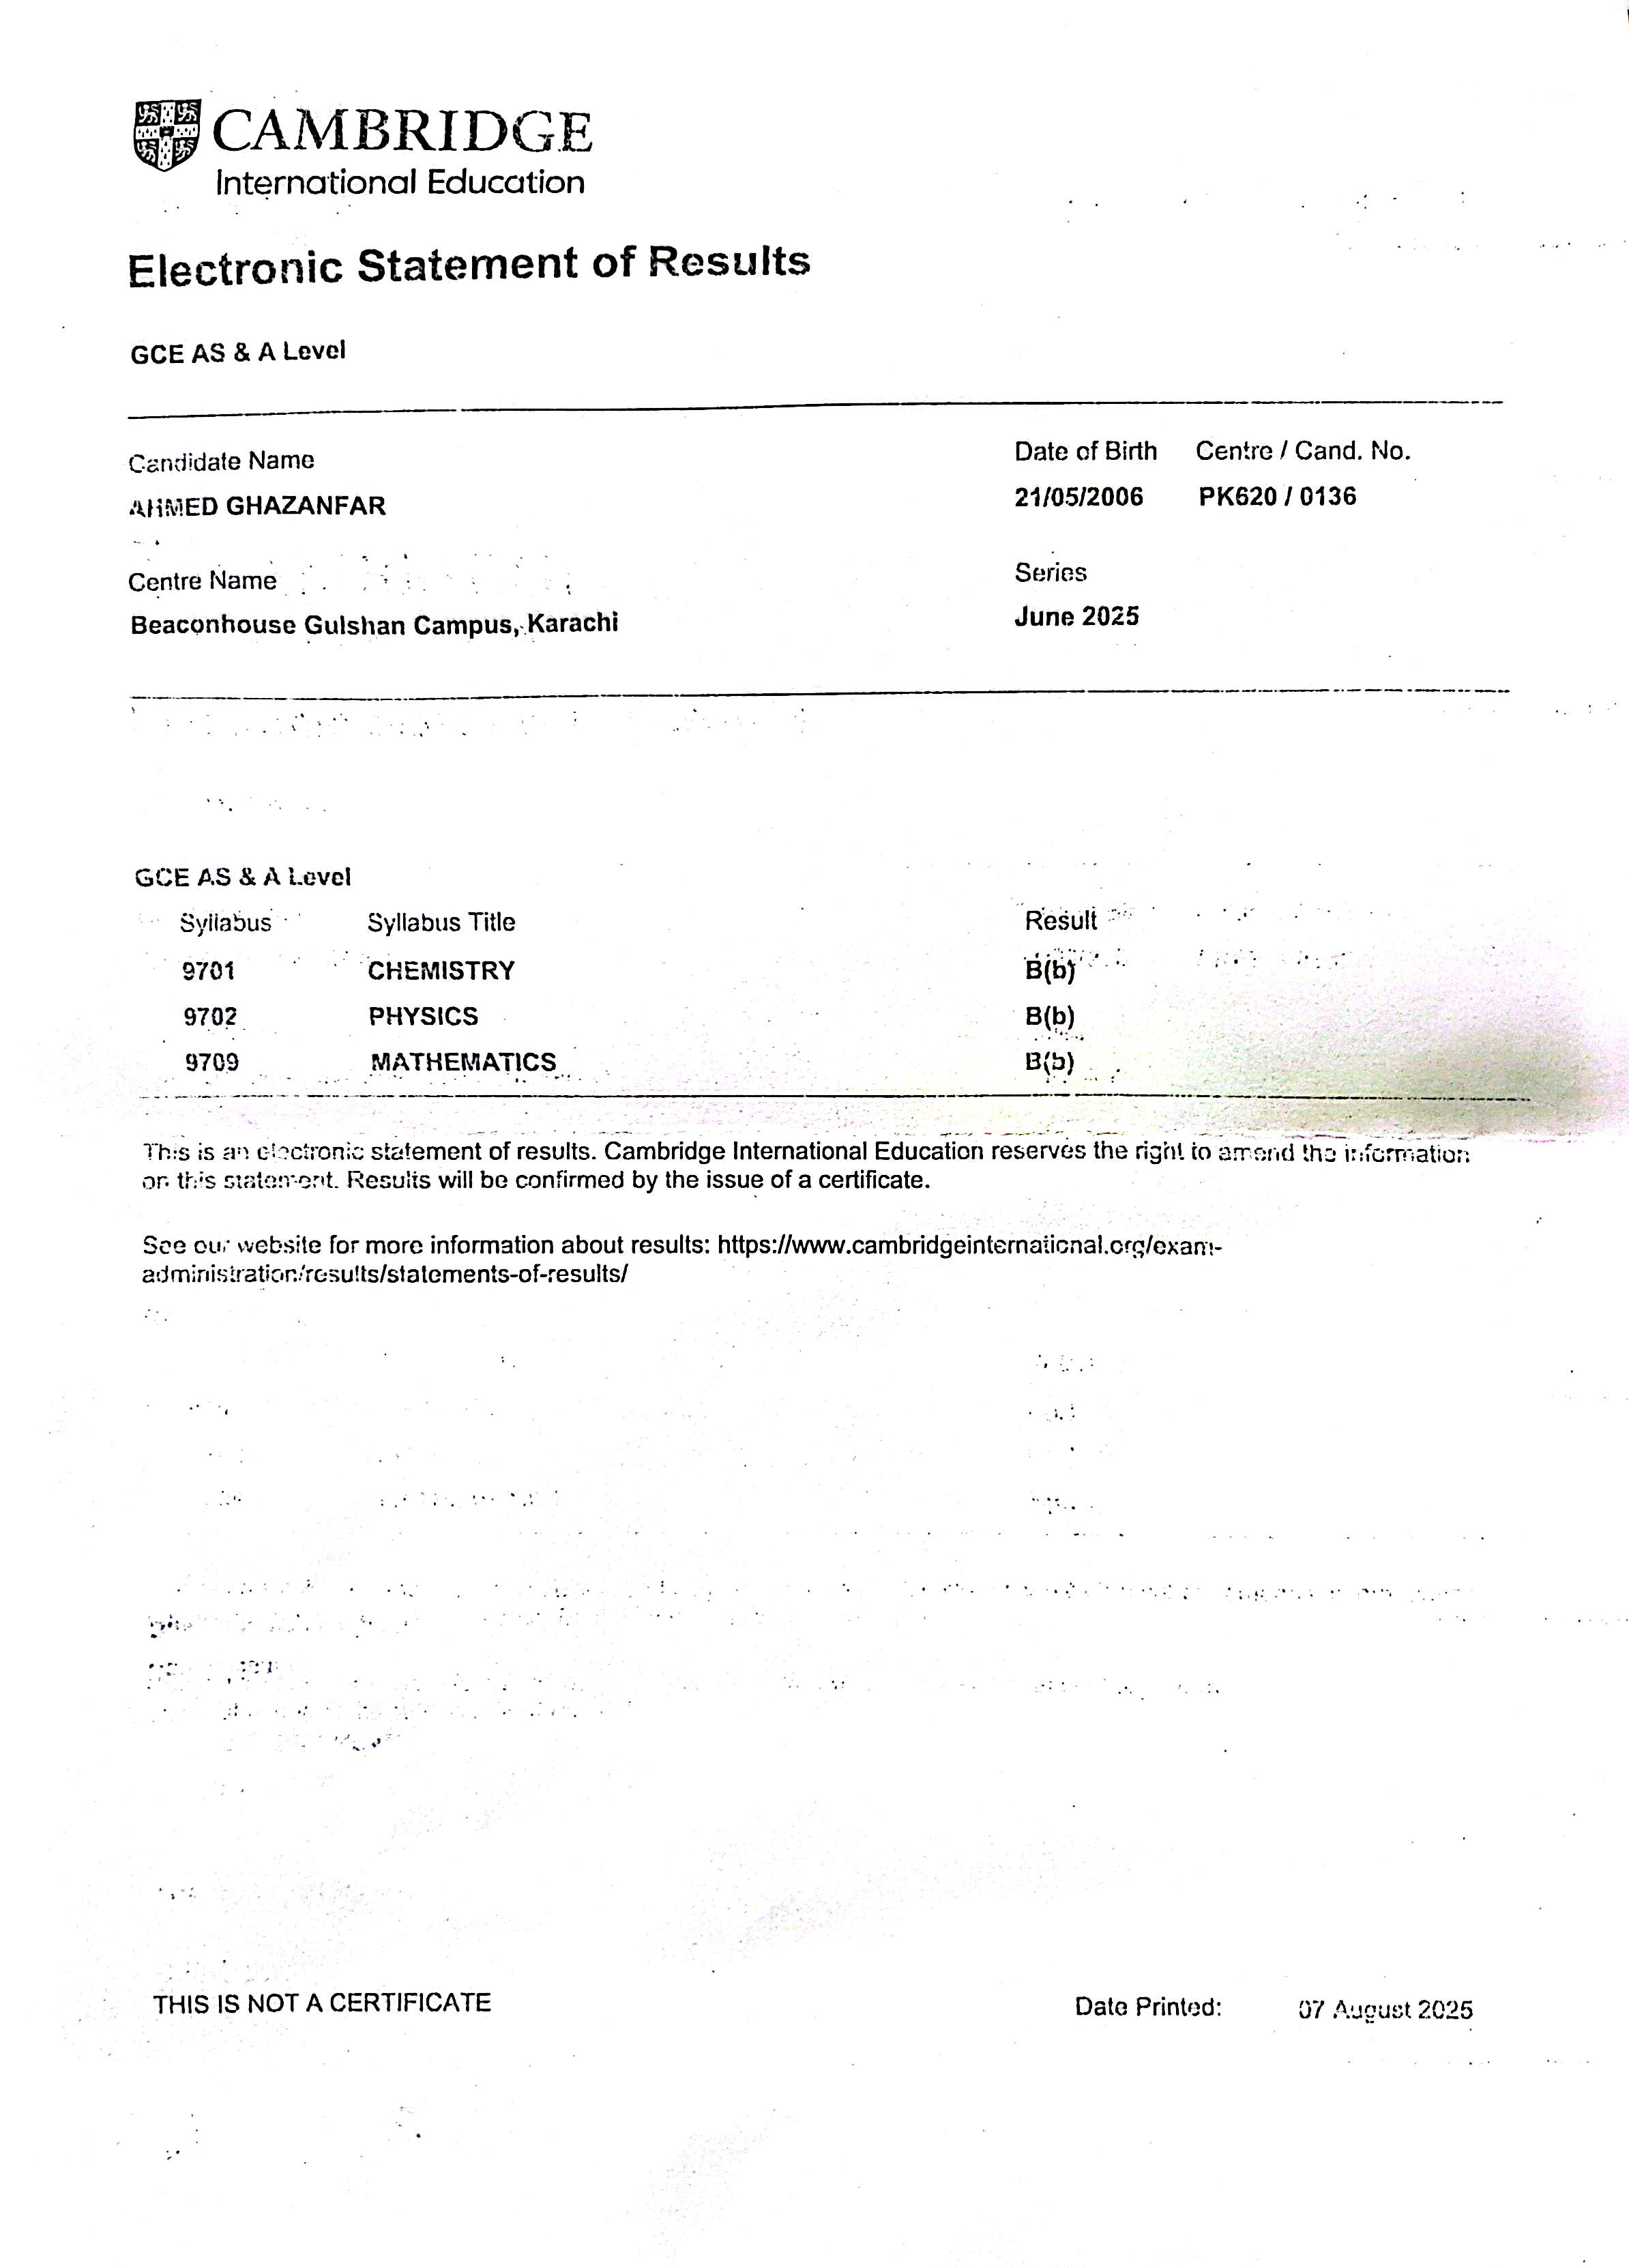 CAMBRIDGE
International Education
Electronic Statement of Results
GCE AS & A Level
Candidate Name Date of Birth Centre / Cand. No.
AHMED GHAZANFAR 21/05/2006 PK620 / 0136
Centre Name Series
Beaconhouse Gulshan Campus, Karachi June 2025
GCE AS & A Level
Syllabus Syllabus Title Result
9701 CHEMISTRY B(b)
9702 PHYSICS B(b)
9709 MATHEMATICS B(b)
This is an electronic statement of results. Cambridge International Education reserves the right to amend the information
on this statement. Results will be confirmed by the issue of a certificate.
See our website for more information about results: https://www.cambridgeinternational.org/exam-
administration/results/statements-of-results/
THIS IS NOT A CERTIFICATE Date Printed: 07 August 2025